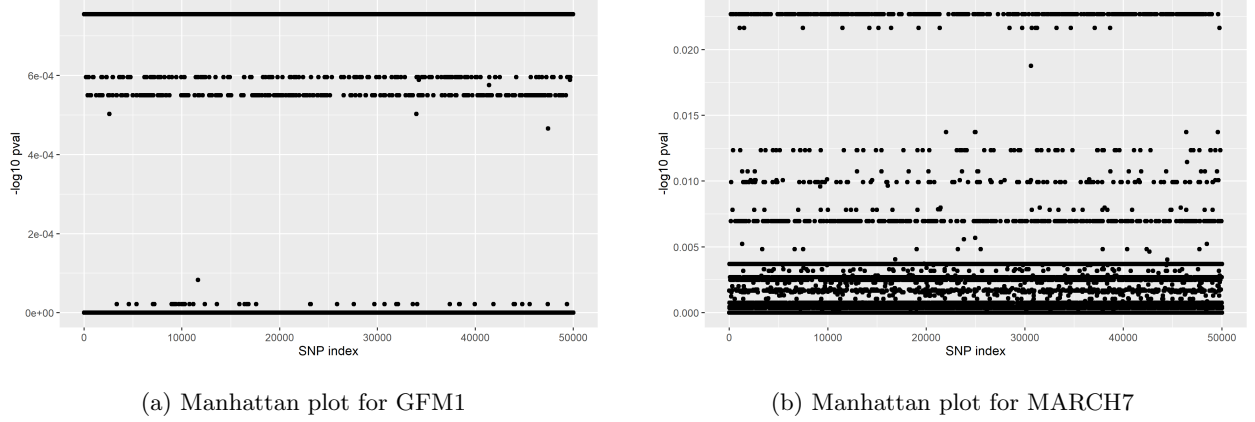 6e-04
4e-04
2e-04
0e+00
-log10 pval
0
10000
20000
30000
40000
50000
SNP index
(a) Manhattan plot for GFM1
0.020
0.015
0.010
0.005
0.000
-log10 pval
0
10000
20000
30000
40000
50000
SNP index
(b) Manhattan plot for MARCH7